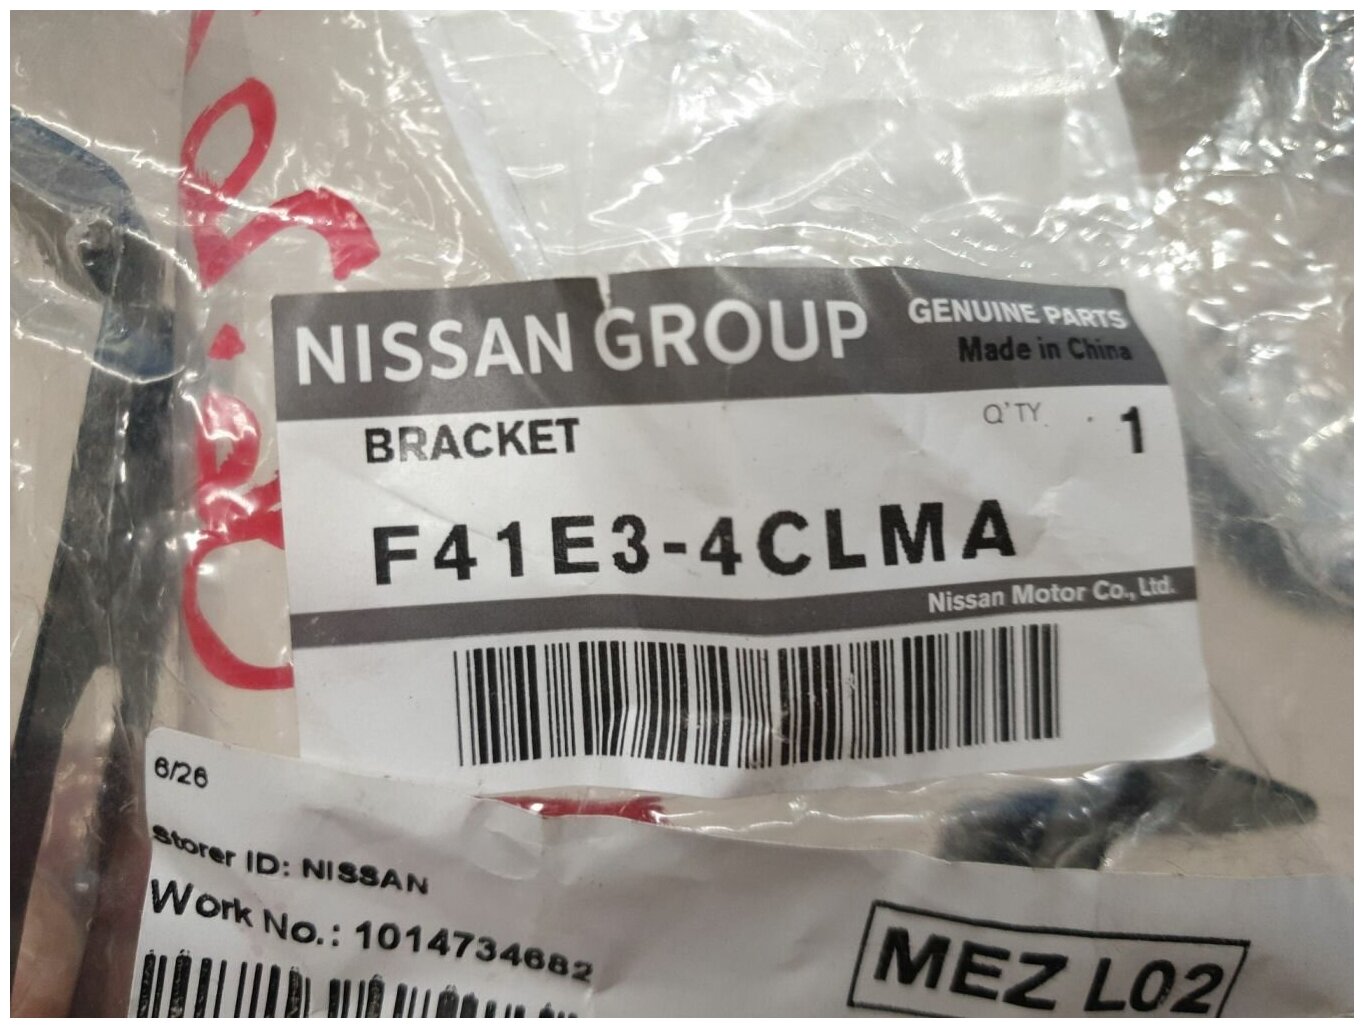 NISSAN GROUP
GENUINE PARTS
Made in China
BRACKET
Q'TY
1
F41E3-4CLMA
Nissan Motor Co., Ltd.
6/26
Storer ID: NISSAN
Work No.: 1014734682
MEZ L02